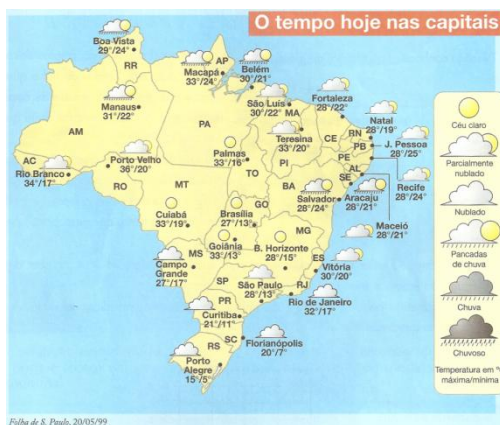 O tempo hoje nas capitais
Boa Vista
29°/24°
RR
AP
Macapá
33°/24°
Belém
30°/21°
São Luís
30°/22°
MA
Fortaleza
28°/22°
Manaus
31°/22°
AM
PA
Teresina
33°/20°
CE
RN
Natal
28°/19°
PB
J. Pessoa
28°/25°
PE
Recife
28°/24°
AL
SE
PI
AC
Rio Branco
34°/17°
Porto Velho
36°/20°
RO
MT
Palmas
33°/16°
TO
BA
Salvador
28°/24°
Aracaju
28°/21°
Maceió
28°/21°
Cuiabá
33°/19°
Brasília
27°/13°
GO
Goiânia
33°/13°
MG
B. Horizonte
28°/15°
ES
Vitória
30°/20°
MS
Campo
Grande
27°/17°
SP
São Paulo
28°/13°
RJ
Rio de Janeiro
32°/17°
PR
Curitiba
21°/11°
SC
Florianópolis
20°/7°
RS
Porto
Alegre
15°/5°
Céu claro
Parcialmente
nublado
Nublado
Pancadas
de chuva
Chuva
Chuvoso
Temperatura em °
máxima/mínima
Folha de S. Paulo, 20/05/99